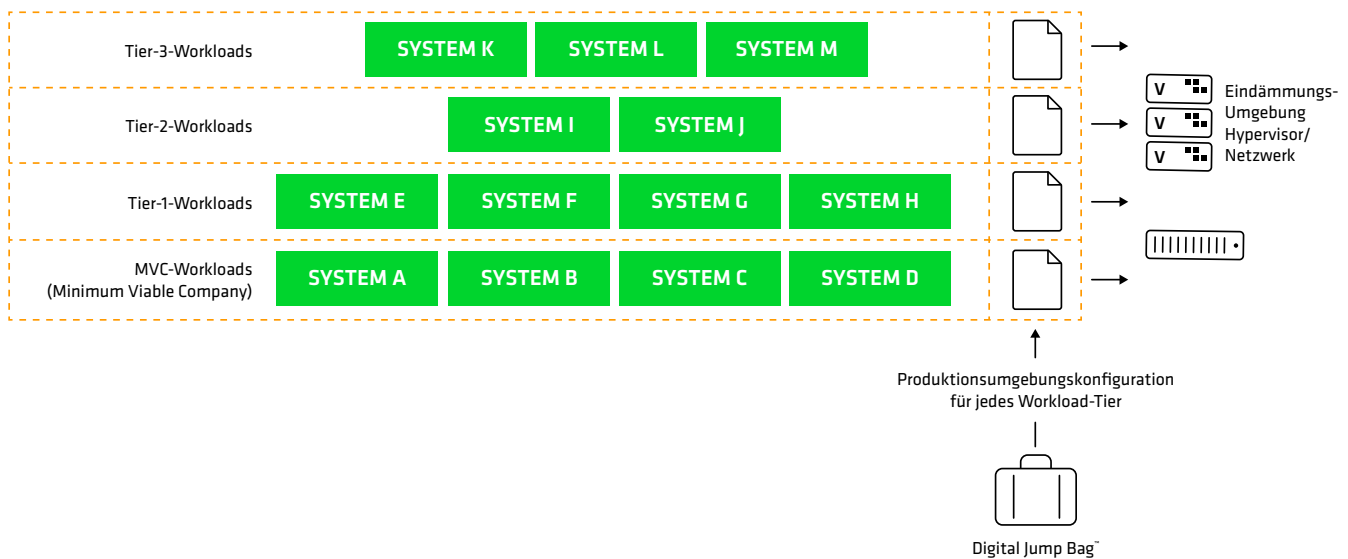 Tier-3-Workloads
SYSTEM K
SYSTEM L
SYSTEM M
Tier-2-Workloads
SYSTEM I
SYSTEM J
V
V
V
Eindämmungs-
Umgebung
Hypervisor/
Netzwerk
Tier-1-Workloads
SYSTEM E
SYSTEM F
SYSTEM G
SYSTEM H
MVC-Workloads
(Minimum Viable Company)
SYSTEM A
SYSTEM B
SYSTEM C
SYSTEM D
Produktionsumgebungskonfiguration
für jedes Workload-Tier
Digital Jump Bag™